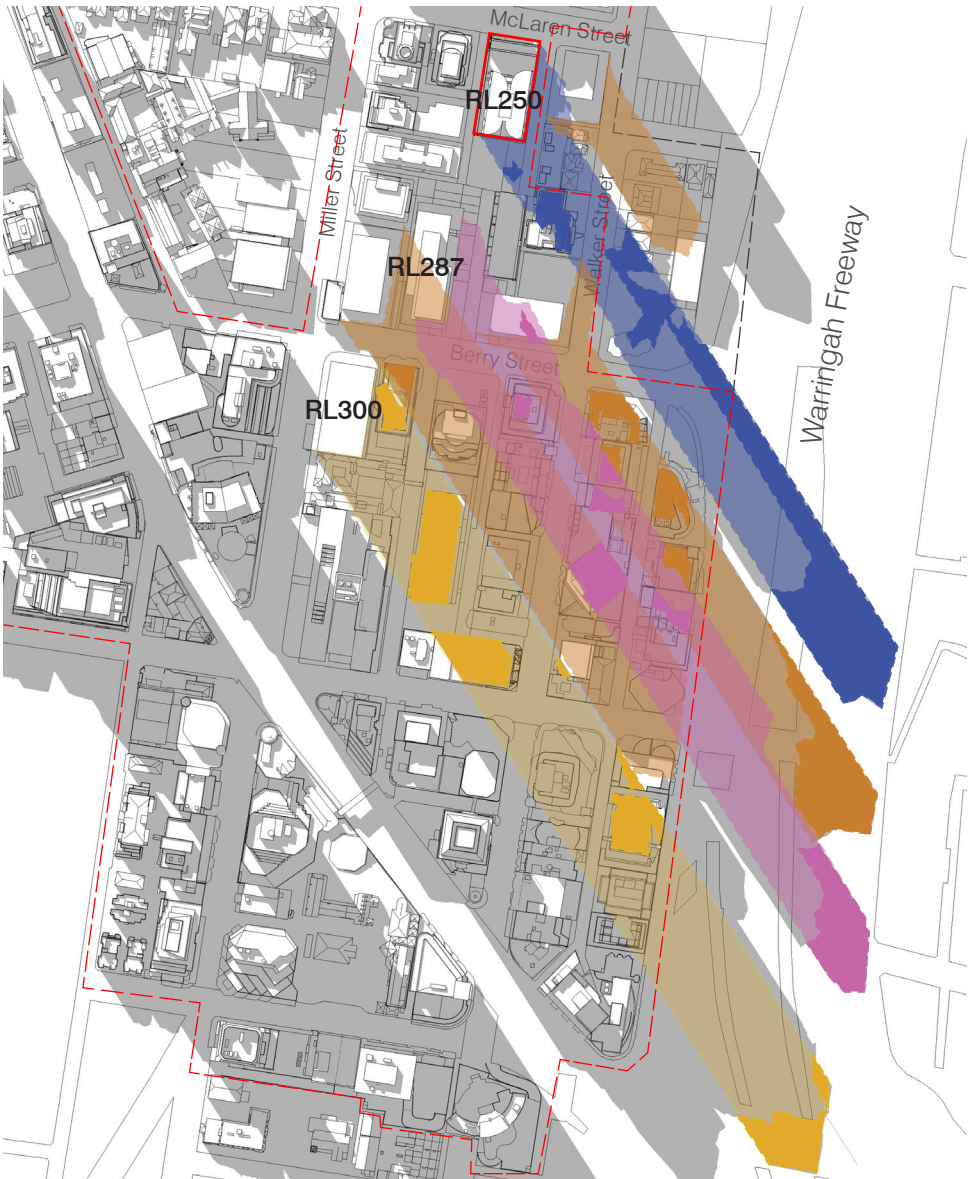 McLaren Street
RL250
Miller Street
Walker Street
RL287
Warringah Freeway
Berry Street
RL300